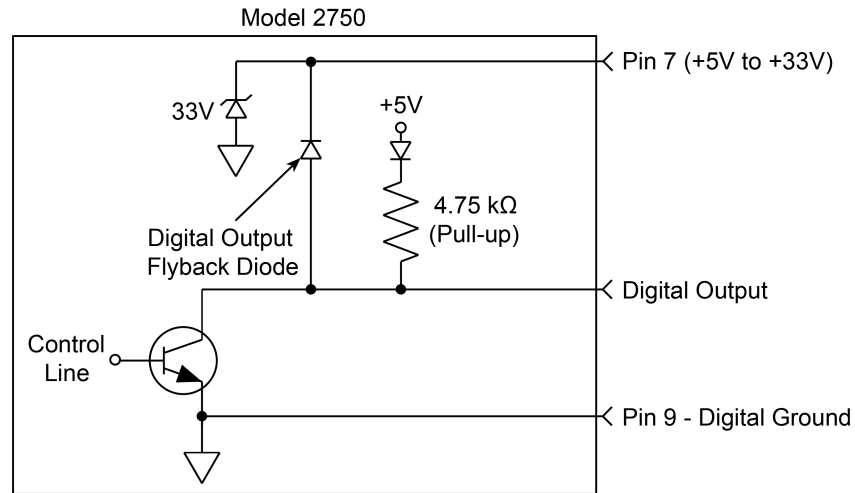 Model 2750
Pin 7 (+5V to +33V)
33V
+5V
4.75 kΩ
(Pull-up)
Digital Output
Flyback Diode
Digital Output
Control
Line
Pin 9 - Digital Ground